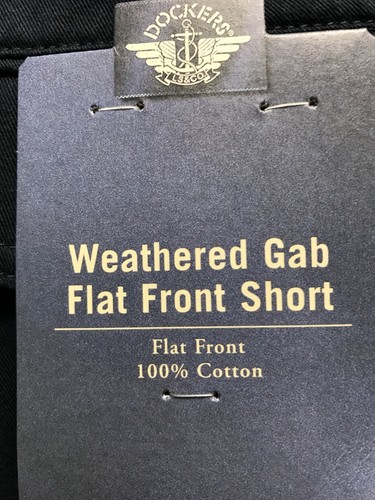 DOCKERS®
LS&CO.
Weathered Gab
Flat Front Short
Flat Front
100% Cotton